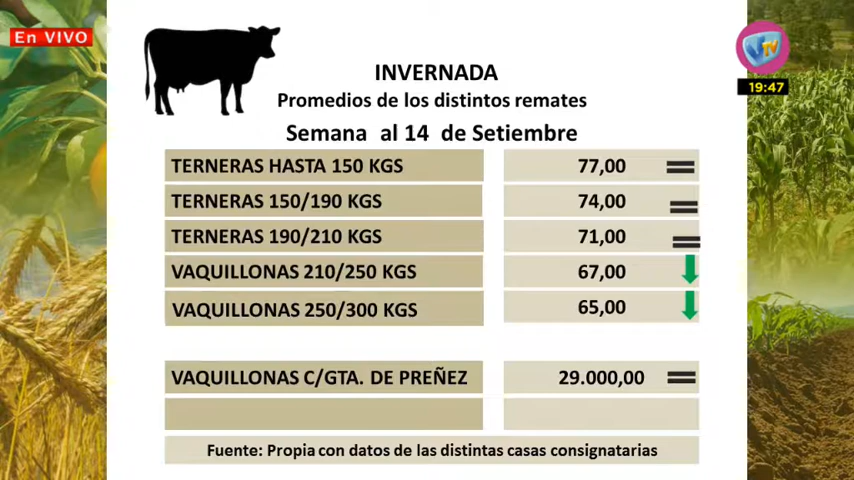 En VIVO
VTV
19:47
INVERNADA
Promedios de los distintos remates
Semana al 14 de Setiembre
TERNERAS HASTA 150 KGS 77,00
TERNERAS 150/190 KGS 74,00
TERNERAS 190/210 KGS 71,00
VAQUILLONAS 210/250 KGS 67,00
VAQUILLONAS 250/300 KGS 65,00
VAQUILLONAS C/GTA. DE PREÑEZ 29.000,00
Fuente: Propia con datos de las distintas casas consignatarias